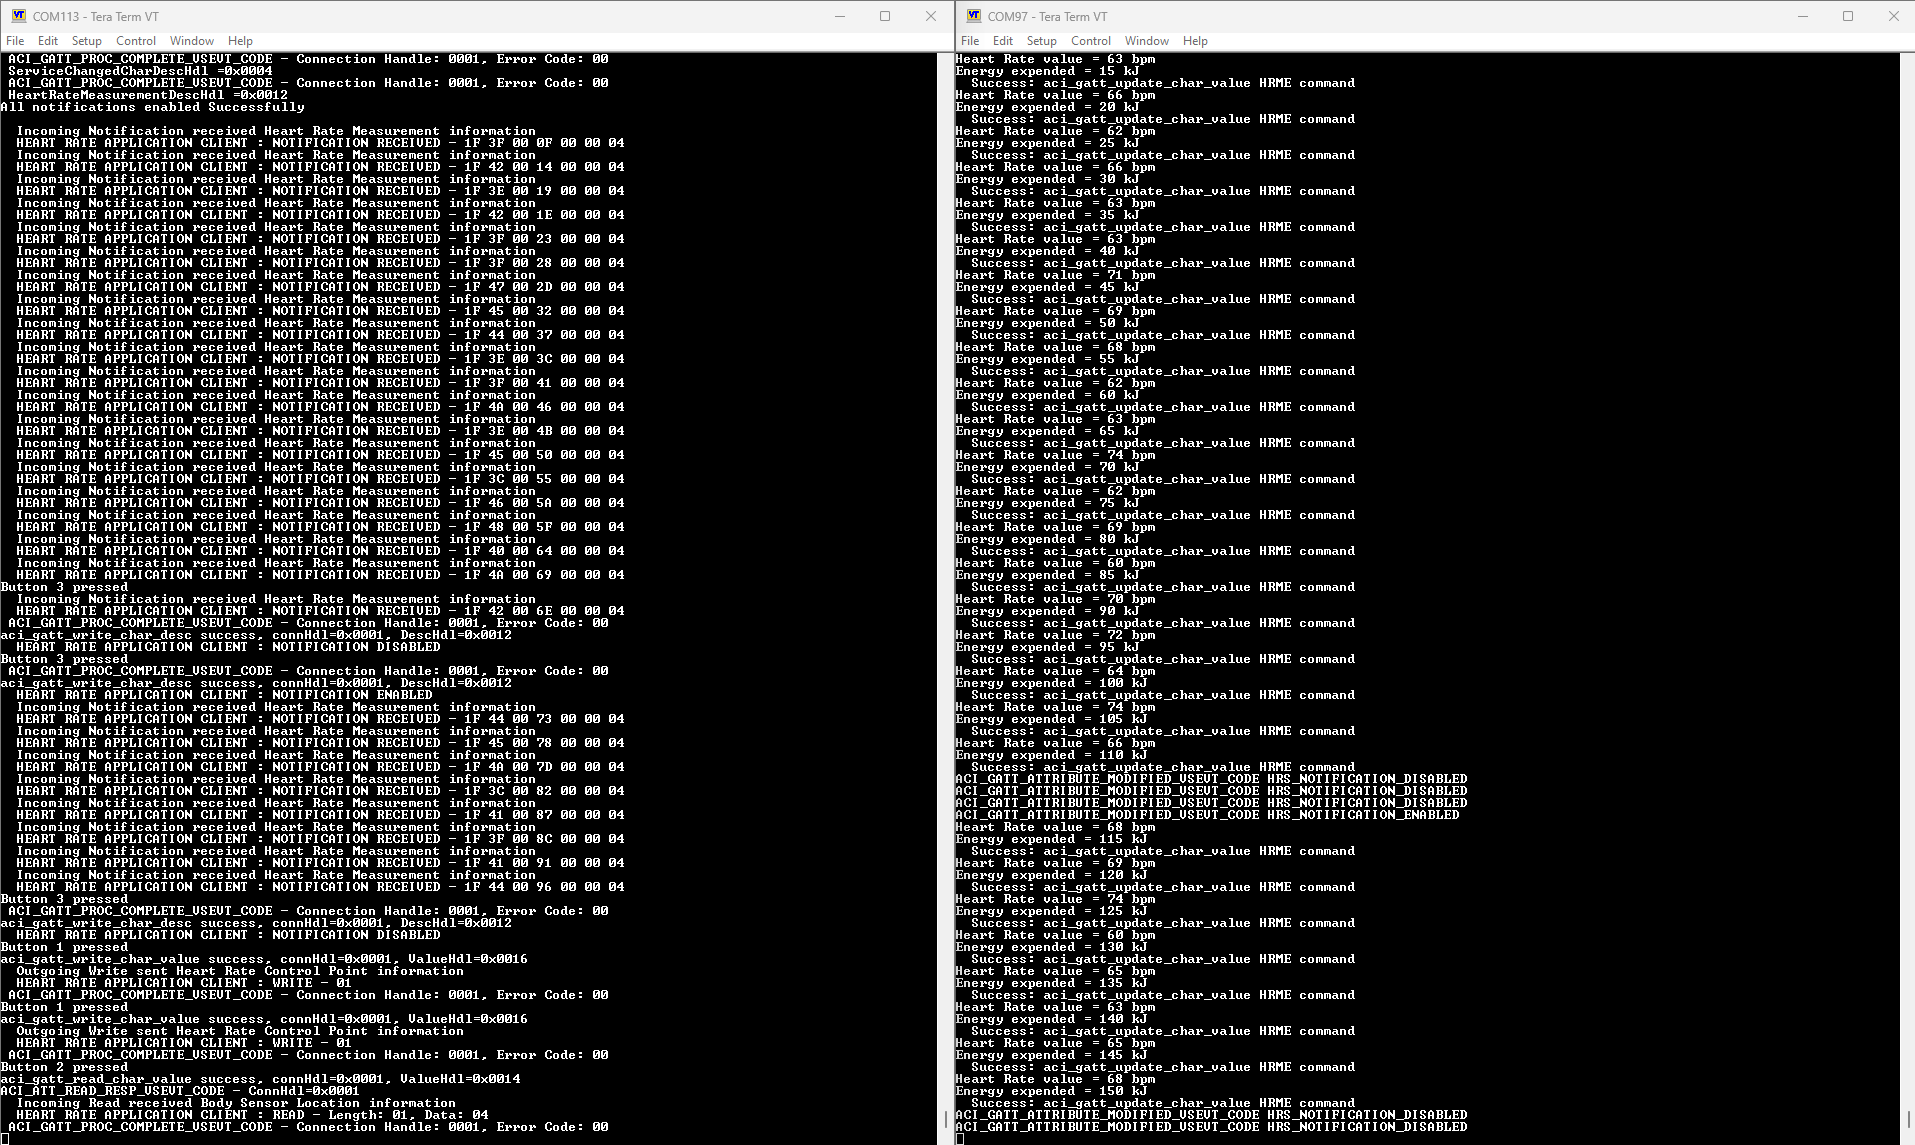 COM113 - Tera Term VT
File Edit Setup Control Window Help
ACI_GATT_PROC_COMPLETE_VSEVT_CODE - Connection Handle: 0001, Error Code: 00
ServiceChangedCharDescHdl =0x0004
ACI_GATT_PROC_COMPLETE_VSEVT_CODE - Connection Handle: 0001, Error Code: 00
HeartRateMeasurementDescHdl =0x0012
All notifications enabled Successfully
Incoming Notification received Heart Rate Measurement information
HEART RATE APPLICATION CLIENT : NOTIFICATION RECEIVED - 1F 3F 00 0F 00 00 04
Incoming Notification received Heart Rate Measurement information
HEART RATE APPLICATION CLIENT : NOTIFICATION RECEIVED - 1F 42 00 14 00 00 04
Incoming Notification received Heart Rate Measurement information
HEART RATE APPLICATION CLIENT : NOTIFICATION RECEIVED - 1F 3E 00 19 00 00 04
Incoming Notification received Heart Rate Measurement information
HEART RATE APPLICATION CLIENT : NOTIFICATION RECEIVED - 1F 42 00 1E 00 00 04
Incoming Notification received Heart Rate Measurement information
HEART RATE APPLICATION CLIENT : NOTIFICATION RECEIVED - 1F 3F 00 23 00 00 04
Incoming Notification received Heart Rate Measurement information
HEART RATE APPLICATION CLIENT : NOTIFICATION RECEIVED - 1F 3F 00 28 00 00 04
Incoming Notification received Heart Rate Measurement information
HEART RATE APPLICATION CLIENT : NOTIFICATION RECEIVED - 1F 47 00 2D 00 00 04
Incoming Notification received Heart Rate Measurement information
HEART RATE APPLICATION CLIENT : NOTIFICATION RECEIVED - 1F 45 00 32 00 00 04
Incoming Notification received Heart Rate Measurement information
HEART RATE APPLICATION CLIENT : NOTIFICATION RECEIVED - 1F 44 00 37 00 00 04
Incoming Notification received Heart Rate Measurement information
HEART RATE APPLICATION CLIENT : NOTIFICATION RECEIVED - 1F 3E 00 3C 00 00 04
Incoming Notification received Heart Rate Measurement information
HEART RATE APPLICATION CLIENT : NOTIFICATION RECEIVED - 1F 3F 00 41 00 00 04
Incoming Notification received Heart Rate Measurement information
HEART RATE APPLICATION CLIENT : NOTIFICATION RECEIVED - 1F 4A 00 46 00 00 04
Incoming Notification received Heart Rate Measurement information
HEART RATE APPLICATION CLIENT : NOTIFICATION RECEIVED - 1F 3E 00 4B 00 00 04
Incoming Notification received Heart Rate Measurement information
HEART RATE APPLICATION CLIENT : NOTIFICATION RECEIVED - 1F 45 00 50 00 00 04
Incoming Notification received Heart Rate Measurement information
HEART RATE APPLICATION CLIENT : NOTIFICATION RECEIVED - 1F 3C 00 55 00 00 04
Incoming Notification received Heart Rate Measurement information
HEART RATE APPLICATION CLIENT : NOTIFICATION RECEIVED - 1F 46 00 5A 00 00 04
Incoming Notification received Heart Rate Measurement information
HEART RATE APPLICATION CLIENT : NOTIFICATION RECEIVED - 1F 48 00 5F 00 00 04
Incoming Notification received Heart Rate Measurement information
HEART RATE APPLICATION CLIENT : NOTIFICATION RECEIVED - 1F 40 00 64 00 00 04
Incoming Notification received Heart Rate Measurement information
HEART RATE APPLICATION CLIENT : NOTIFICATION RECEIVED - 1F 4A 00 69 00 00 04
Button 3 pressed
Incoming Notification received Heart Rate Measurement information
HEART RATE APPLICATION CLIENT : NOTIFICATION RECEIVED - 1F 42 00 6E 00 00 04
ACI_GATT_PROC_COMPLETE_VSEVT_CODE - Connection Handle: 0001, Error Code: 00
aci_gatt_write_char_desc success, connHdl=0x0001, DescHdl=0x0012
HEART RATE APPLICATION CLIENT : NOTIFICATION DISABLED
Button 3 pressed
ACI_GATT_PROC_COMPLETE_VSEVT_CODE - Connection Handle: 0001, Error Code: 00
aci_gatt_write_char_desc success, connHdl=0x0001, DescHdl=0x0012
HEART RATE APPLICATION CLIENT : NOTIFICATION ENABLED
Incoming Notification received Heart Rate Measurement information
HEART RATE APPLICATION CLIENT : NOTIFICATION RECEIVED - 1F 44 00 73 00 00 04
Incoming Notification received Heart Rate Measurement information
HEART RATE APPLICATION CLIENT : NOTIFICATION RECEIVED - 1F 45 00 78 00 00 04
Incoming Notification received Heart Rate Measurement information
HEART RATE APPLICATION CLIENT : NOTIFICATION RECEIVED - 1F 4A 00 7D 00 00 04
Incoming Notification received Heart Rate Measurement information
HEART RATE APPLICATION CLIENT : NOTIFICATION RECEIVED - 1F 3C 00 82 00 00 04
Incoming Notification received Heart Rate Measurement information
HEART RATE APPLICATION CLIENT : NOTIFICATION RECEIVED - 1F 41 00 87 00 00 04
Incoming Notification received Heart Rate Measurement information
HEART RATE APPLICATION CLIENT : NOTIFICATION RECEIVED - 1F 3F 00 8C 00 00 04
Incoming Notification received Heart Rate Measurement information
HEART RATE APPLICATION CLIENT : NOTIFICATION RECEIVED - 1F 41 00 91 00 00 04
Incoming Notification received Heart Rate Measurement information
HEART RATE APPLICATION CLIENT : NOTIFICATION RECEIVED - 1F 44 00 96 00 00 04
Button 3 pressed
ACI_GATT_PROC_COMPLETE_VSEVT_CODE - Connection Handle: 0001, Error Code: 00
aci_gatt_write_char_desc success, connHdl=0x0001, DescHdl=0x0012
HEART RATE APPLICATION CLIENT : NOTIFICATION DISABLED
Button 1 pressed
aci_gatt_write_char_value success, connHdl=0x0001, ValueHdl=0x0016
Outgoing Write sent Heart Rate Control Point information
HEART RATE APPLICATION CLIENT : WRITE - 01
ACI_GATT_PROC_COMPLETE_VSEVT_CODE - Connection Handle: 0001, Error Code: 00
Button 1 pressed
aci_gatt_write_char_value success, connHdl=0x0001, ValueHdl=0x0016
Outgoing Write sent Heart Rate Control Point information
HEART RATE APPLICATION CLIENT : WRITE - 01
ACI_GATT_PROC_COMPLETE_VSEVT_CODE - Connection Handle: 0001, Error Code: 00
Button 2 pressed
aci_gatt_read_char_value success, connHdl=0x0001, ValueHdl=0x0014
ACI_ATT_READ_RESP_VSEVT_CODE - ConnHdl=0x0001
Incoming Read received Body Sensor Location information
HEART RATE APPLICATION CLIENT : READ - Length: 01, Data: 04
ACI_GATT_PROC_COMPLETE_VSEVT_CODE - Connection Handle: 0001, Error Code: 00
COM97 - Tera Term VT
File Edit Setup Control Window Help
Heart Rate value = 63 bpm
Energy expended = 15 kJ
Success: aci_gatt_update_char_value HRME command
Heart Rate value = 66 bpm
Energy expended = 20 kJ
Success: aci_gatt_update_char_value HRME command
Heart Rate value = 62 bpm
Energy expended = 25 kJ
Success: aci_gatt_update_char_value HRME command
Heart Rate value = 66 bpm
Energy expended = 30 kJ
Success: aci_gatt_update_char_value HRME command
Heart Rate value = 63 bpm
Energy expended = 35 kJ
Success: aci_gatt_update_char_value HRME command
Heart Rate value = 63 bpm
Energy expended = 40 kJ
Success: aci_gatt_update_char_value HRME command
Heart Rate value = 71 bpm
Energy expended = 45 kJ
Success: aci_gatt_update_char_value HRME command
Heart Rate value = 69 bpm
Energy expended = 50 kJ
Success: aci_gatt_update_char_value HRME command
Heart Rate value = 68 bpm
Energy expended = 55 kJ
Success: aci_gatt_update_char_value HRME command
Heart Rate value = 62 bpm
Energy expended = 60 kJ
Success: aci_gatt_update_char_value HRME command
Heart Rate value = 63 bpm
Energy expended = 65 kJ
Success: aci_gatt_update_char_value HRME command
Heart Rate value = 74 bpm
Energy expended = 70 kJ
Success: aci_gatt_update_char_value HRME command
Heart Rate value = 62 bpm
Energy expended = 75 kJ
Success: aci_gatt_update_char_value HRME command
Heart Rate value = 69 bpm
Energy expended = 80 kJ
Success: aci_gatt_update_char_value HRME command
Heart Rate value = 60 bpm
Energy expended = 85 kJ
Success: aci_gatt_update_char_value HRME command
Heart Rate value = 70 bpm
Energy expended = 90 kJ
Success: aci_gatt_update_char_value HRME command
Heart Rate value = 72 bpm
Energy expended = 95 kJ
Success: aci_gatt_update_char_value HRME command
Heart Rate value = 64 bpm
Energy expended = 100 kJ
Success: aci_gatt_update_char_value HRME command
Heart Rate value = 74 bpm
Energy expended = 105 kJ
Success: aci_gatt_update_char_value HRME command
Heart Rate value = 66 bpm
Energy expended = 110 kJ
Success: aci_gatt_update_char_value HRME command
ACI_GATT_ATTRIBUTE_MODIFIED_VSEVT_CODE HRS_NOTIFICATION_DISABLED
ACI_GATT_ATTRIBUTE_MODIFIED_VSEVT_CODE HRS_NOTIFICATION_DISABLED
ACI_GATT_ATTRIBUTE_MODIFIED_VSEVT_CODE HRS_NOTIFICATION_DISABLED
ACI_GATT_ATTRIBUTE_MODIFIED_VSEVT_CODE HRS_NOTIFICATION_ENABLED
Heart Rate value = 68 bpm
Energy expended = 115 kJ
Success: aci_gatt_update_char_value HRME command
Heart Rate value = 69 bpm
Energy expended = 120 kJ
Success: aci_gatt_update_char_value HRME command
Heart Rate value = 74 bpm
Energy expended = 125 kJ
Success: aci_gatt_update_char_value HRME command
Heart Rate value = 60 bpm
Energy expended = 130 kJ
Success: aci_gatt_update_char_value HRME command
Heart Rate value = 65 bpm
Energy expended = 135 kJ
Success: aci_gatt_update_char_value HRME command
Heart Rate value = 63 bpm
Energy expended = 140 kJ
Success: aci_gatt_update_char_value HRME command
Heart Rate value = 65 bpm
Energy expended = 145 kJ
Success: aci_gatt_update_char_value HRME command
Heart Rate value = 68 bpm
Energy expended = 150 kJ
Success: aci_gatt_update_char_value HRME command
ACI_GATT_ATTRIBUTE_MODIFIED_VSEVT_CODE HRS_NOTIFICATION_DISABLED
ACI_GATT_ATTRIBUTE_MODIFIED_VSEVT_CODE HRS_NOTIFICATION_DISABLED